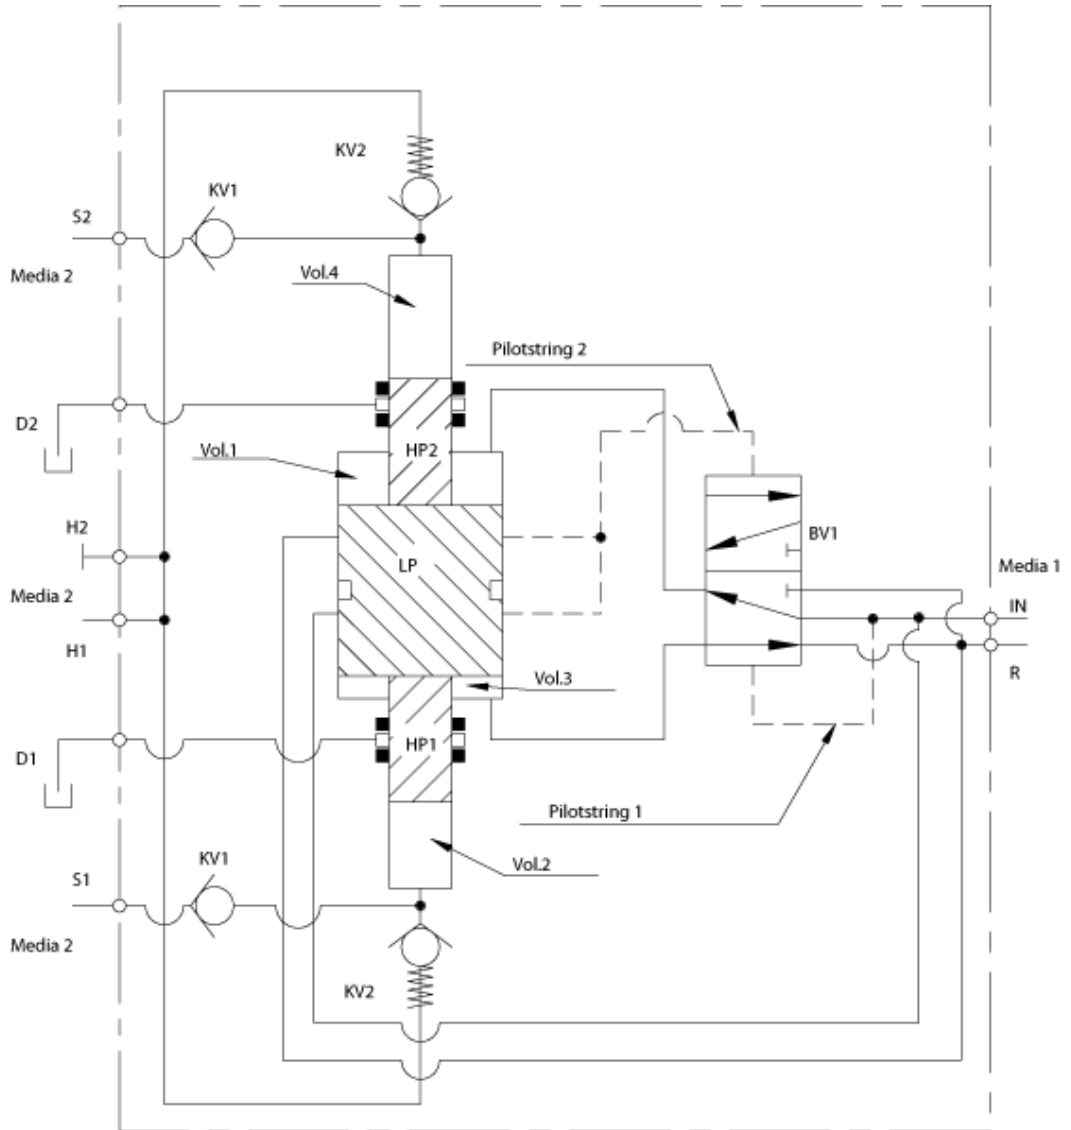 KV2
KV1
S2
Media 2
Vol.4
Pilotstring 2
D2
Vol.1
HP2
H2
BV1
LP
Media 1
Media 2
IN
H1
R
Vol.3
D1
HP1
Pilotstring 1
KV1
Vol.2
S1
Media 2
KV2